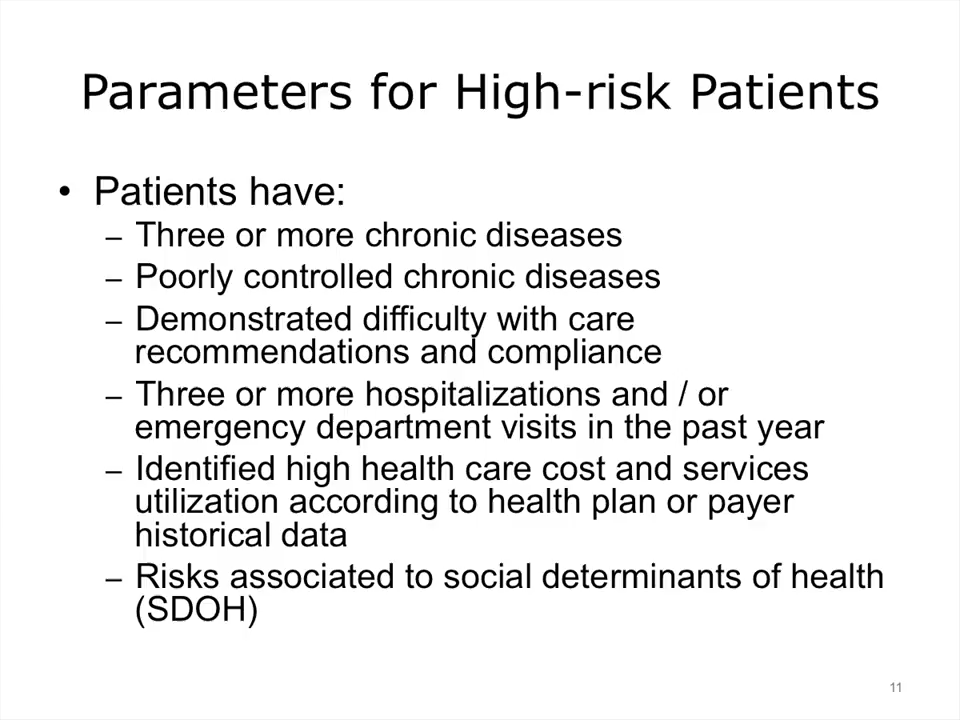 Parameters for High-risk Patients
• Patients have:
– Three or more chronic diseases
– Poorly controlled chronic diseases
– Demonstrated difficulty with care
recommendations and compliance
– Three or more hospitalizations and / or
emergency department visits in the past year
– Identified high health care cost and services
utilization according to health plan or payer
historical data
– Risks associated to social determinants of health
(SDOH)
11